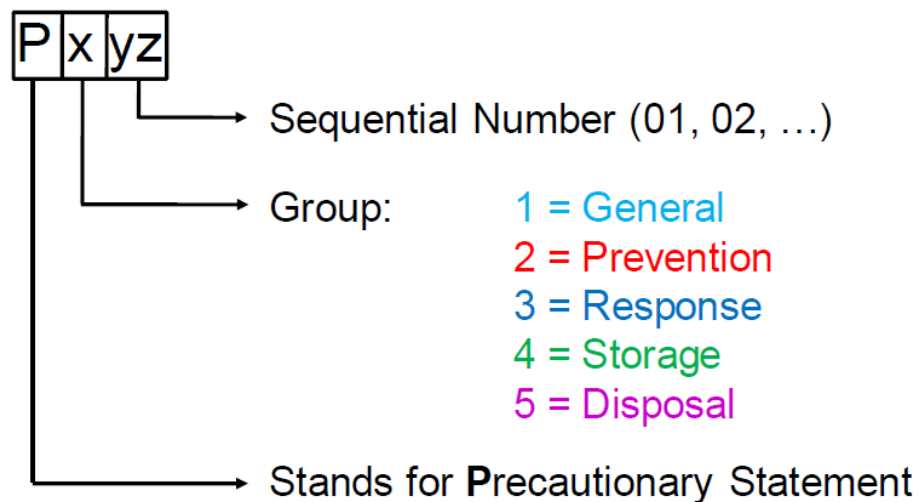 P x yz
Sequential Number (01, 02, …)
Group: 1 = General
2 = Prevention
3 = Response
4 = Storage
5 = Disposal
Stands for Precautionary Statement